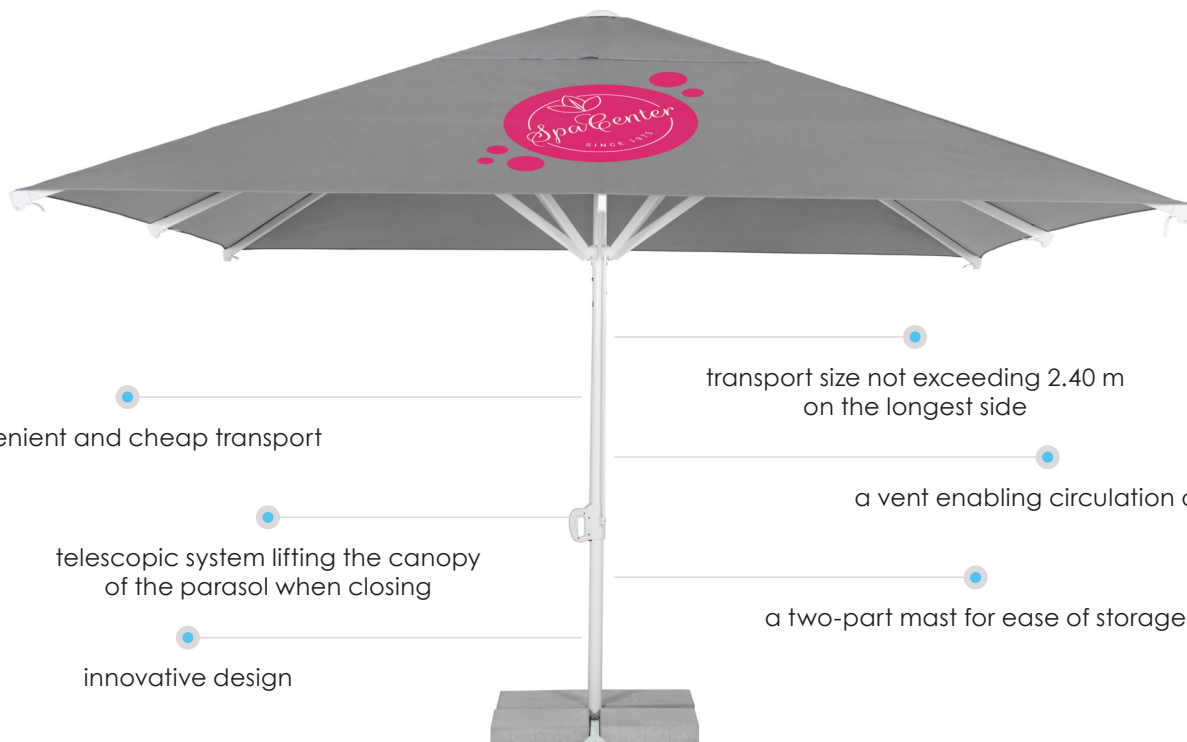 Spa Center
SINCE 1975
transport size not exceeding 2.40 m
on the longest side
enient and cheap transport
a vent enabling circulation
telescopic system lifting the canopy
of the parasol when closing
a two-part mast for ease of storage
innovative design